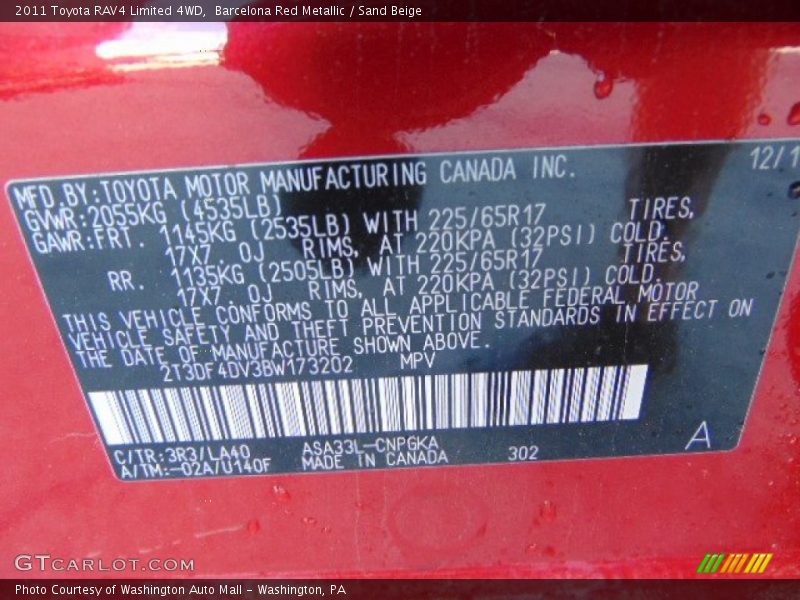 2011 Toyota RAV4 Limited 4WD, Barcelona Red Metallic / Sand Beige
12/1
MFD.BY:TOYOTA MOTOR MANUFACTURING CANADA INC.
GVWR:2055KG (4535LB)
GAWR:FRT. 1145KG (2535LB) WITH 225/65R17 TIRES,
17X7 .0J RIMS, AT 220KPA (32PSI) COLD.
RR. 1135KG (2505LB) WITH 225/65R17 TIRES,
17X7 .0J RIMS, AT 220KPA (32PSI) COLD.
THIS VEHICLE CONFORMS TO ALL APPLICABLE FEDERAL MOTOR
VEHICLE SAFETY AND THEFT PREVENTION STANDARDS IN EFFECT ON
THE DATE OF MANUFACTURE SHOWN ABOVE.
2T3DF4DV3BW173202 MPV
C/TR:3R3/LA40 ASA33L-CNPGKA
A/TM:-02A/U140F MADE IN CANADA 302 A
GTCARLOT.COM
Photo Courtesy of Washington Auto Mall - Washington, PA